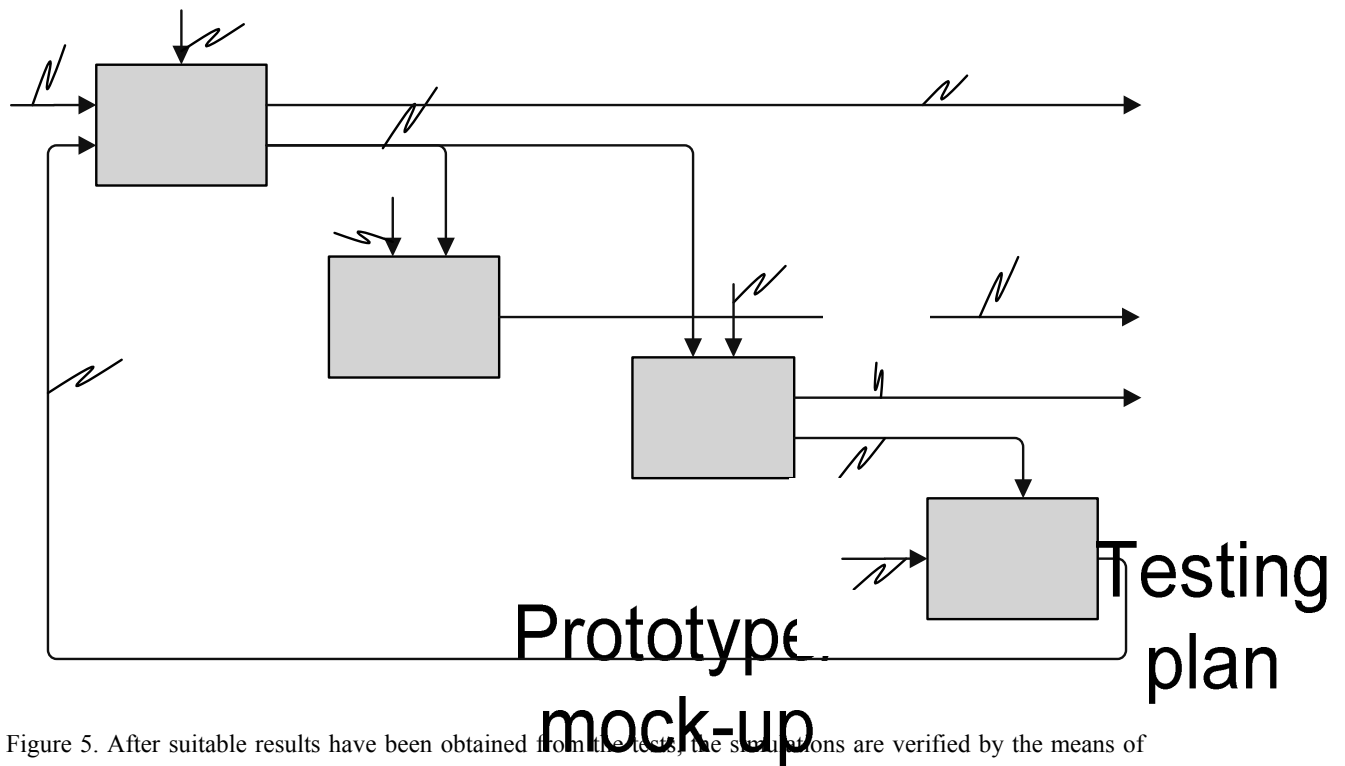 Testing
plan
Prototype.
mock-up
Figure 5. After suitable results have been obtained from the tests, the simulations are verified by the means of